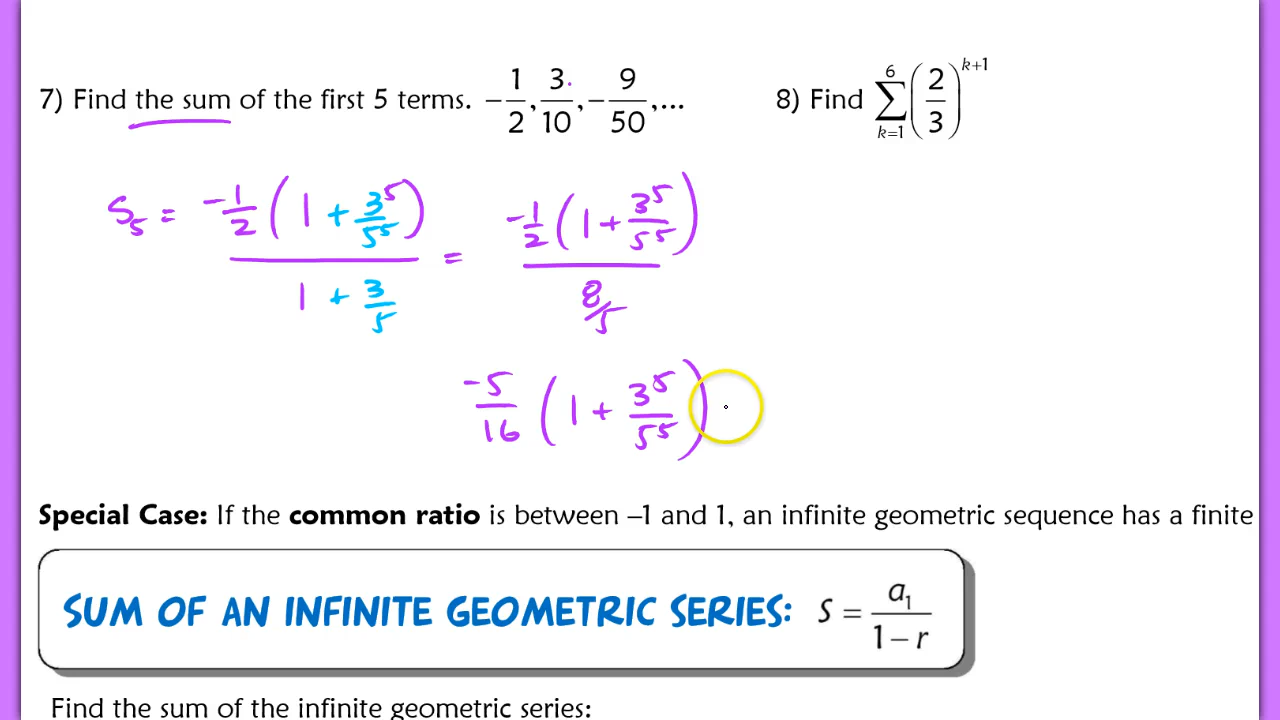 7) Find the sum of the first 5 terms. -1/2, 3/10, -9/50, ...
8) Find ∑_{k=1}^{6} (2/3)^{k+1}
S_5 = (-1/2 (1 + 3^5/5^5)) / (1 + 3/5) = (-1/2 (1 + 3^5/5^5)) / (8/5)
-5/16 (1 + 3^5/5^5)
Special Case: If the common ratio is between –1 and 1, an infinite geometric sequence has a finite
SUM OF AN INFINITE GEOMETRIC SERIES: S = a_1/(1 – r)
Find the sum of the infinite geometric series: